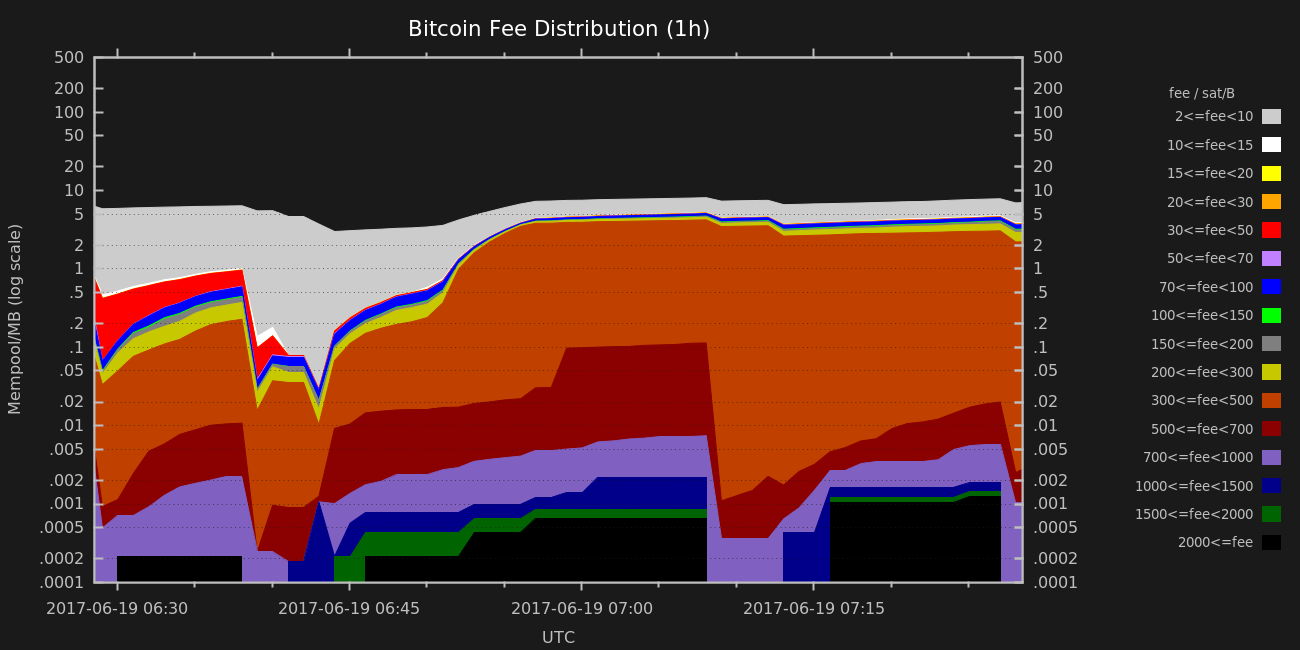 Bitcoin Fee Distribution (1h)
Mempool/MB (log scale)
500
200
100
50
20
10
5
2
1
.5
.2
.1
.05
.02
.01
.005
.002
.001
.0005
.0002
.0001
500
200
100
50
20
10
5
2
1
.5
.2
.1
.05
.02
.01
.005
.002
.001
.0005
.0002
.0001
2017-06-19 06:30 2017-06-19 06:45 2017-06-19 07:00 2017-06-19 07:15
UTC
fee / sat/B
2<=fee<10
10<=fee<15
15<=fee<20
20<=fee<30
30<=fee<50
50<=fee<70
70<=fee<100
100<=fee<150
150<=fee<200
200<=fee<300
300<=fee<500
500<=fee<700
700<=fee<1000
1000<=fee<1500
1500<=fee<2000
2000<=fee